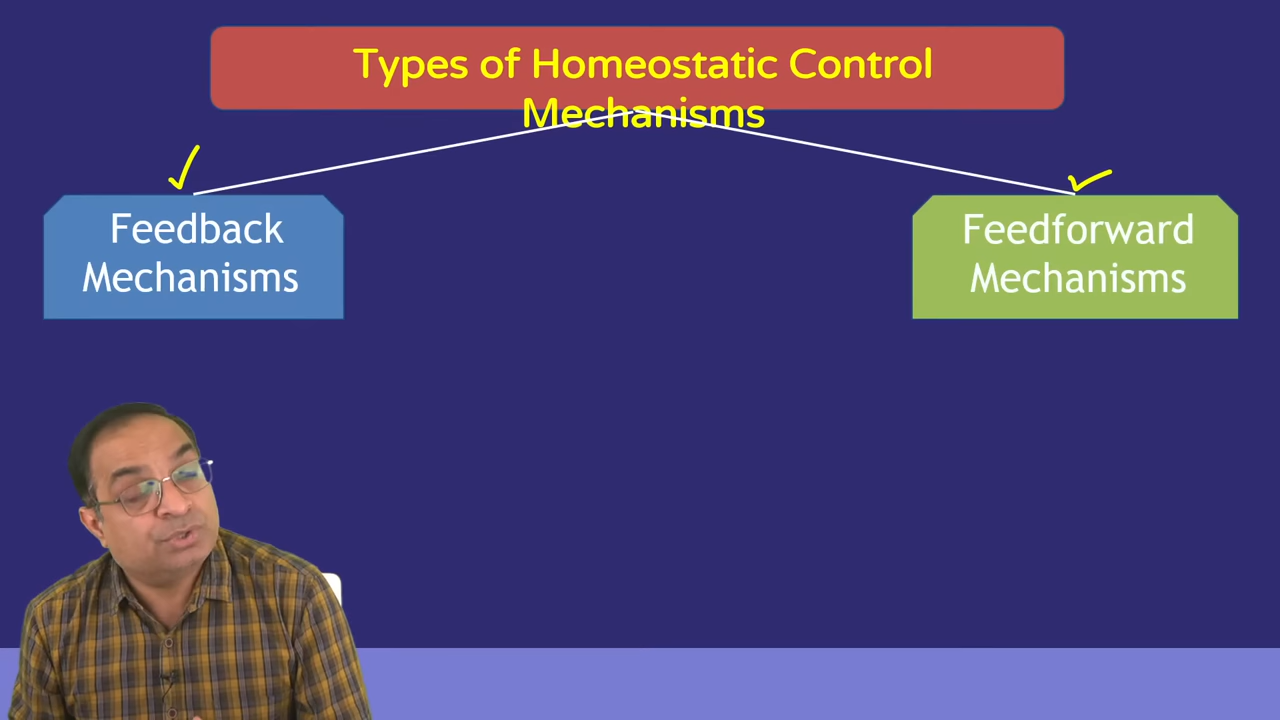 Types of Homeostatic Control
Mechanisms
Feedback
Mechanisms
Feedforward
Mechanisms